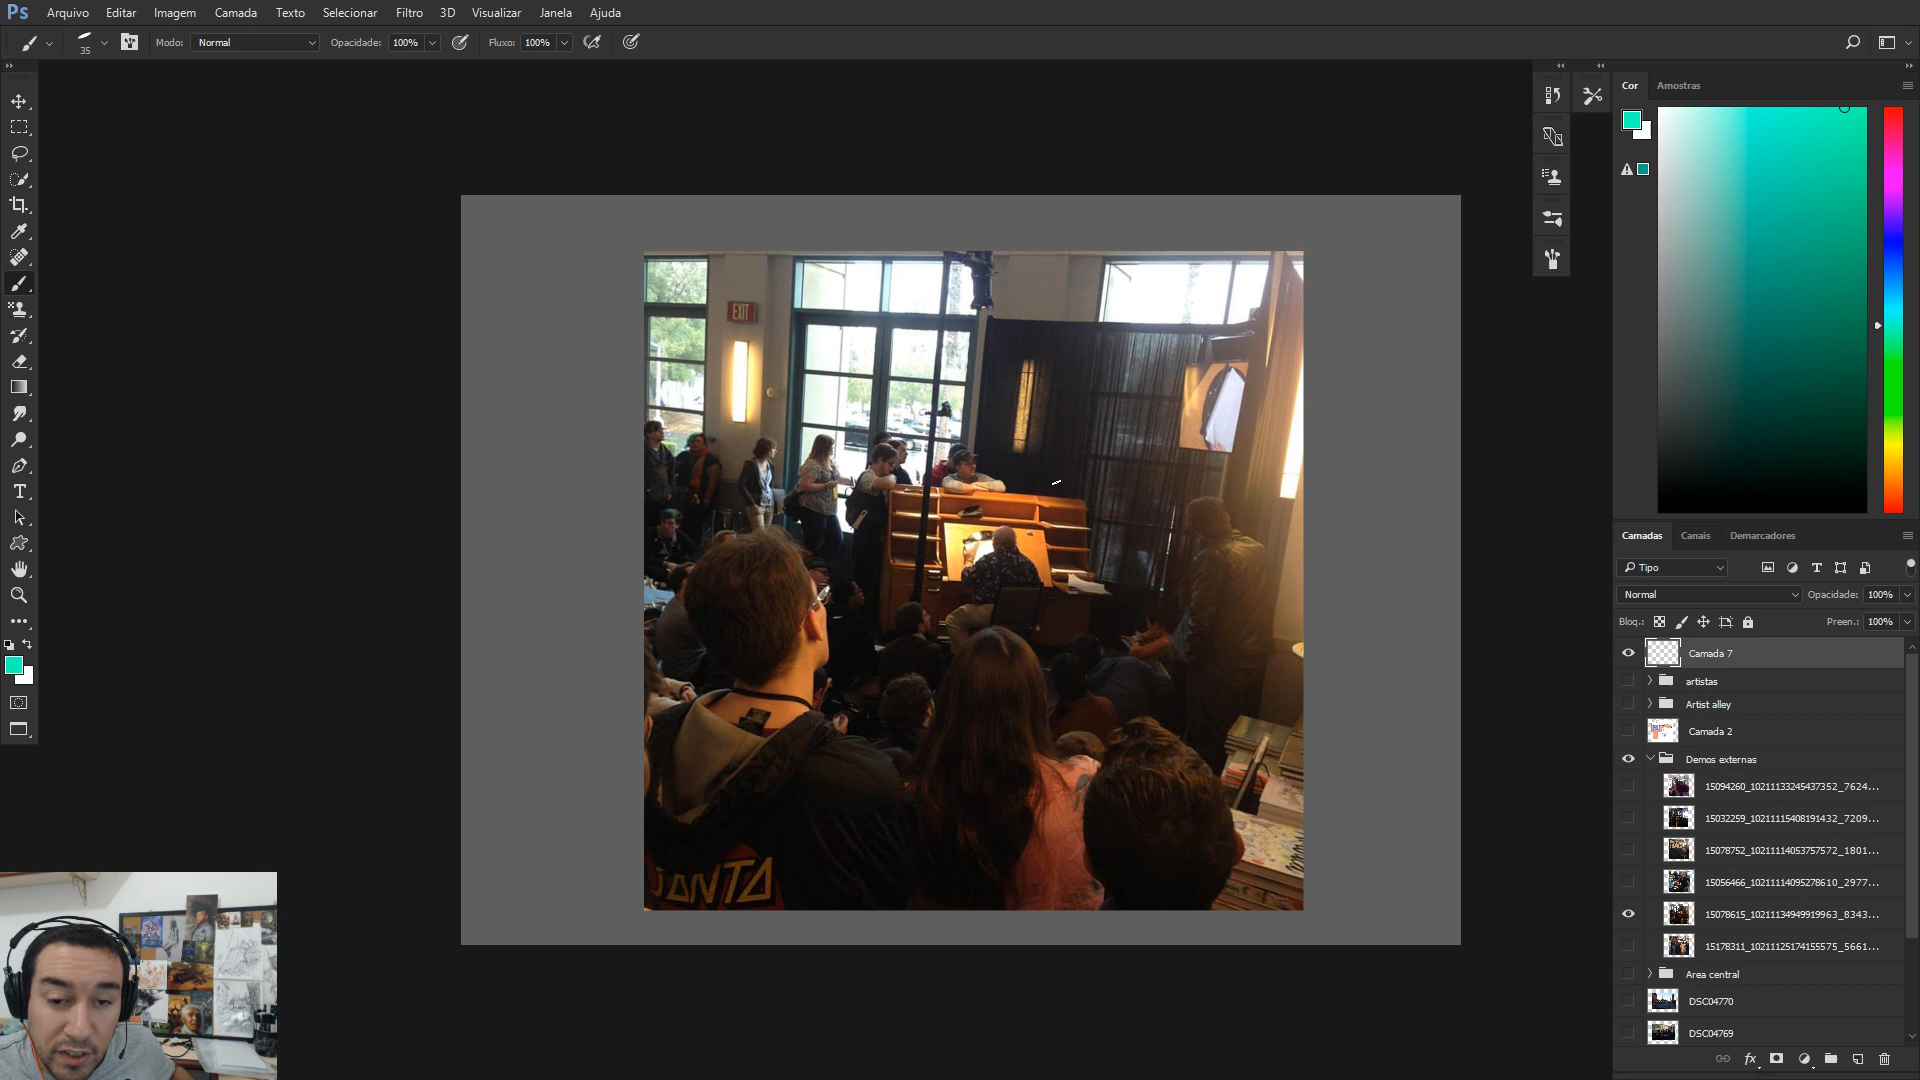 Ps Arquivo Editar Imagem Camada Texto Selecionar Filtro 3D Visualizar Janela Ajuda
35 Modo: Normal Opacidade: 100% Fluxo: 100%
Cor Amostras
EXIT
JANTA
Camadas Canais Demarcadores
Tipo
Normal Opacidade: 100%
Bloq.: Preen.: 100%
Camada 7
artistas
Artist alley
Camada 2
Demos externas
15094260_10211133245437352_7624...
15032259_10211115408191432_7209...
15078752_10211114053757572_1801...
15056466_10211114095278610_2977...
15078615_10211134949919963_8343...
15178311_10211125174155575_5661...
Area central
DSC04770
DSC04769
fx